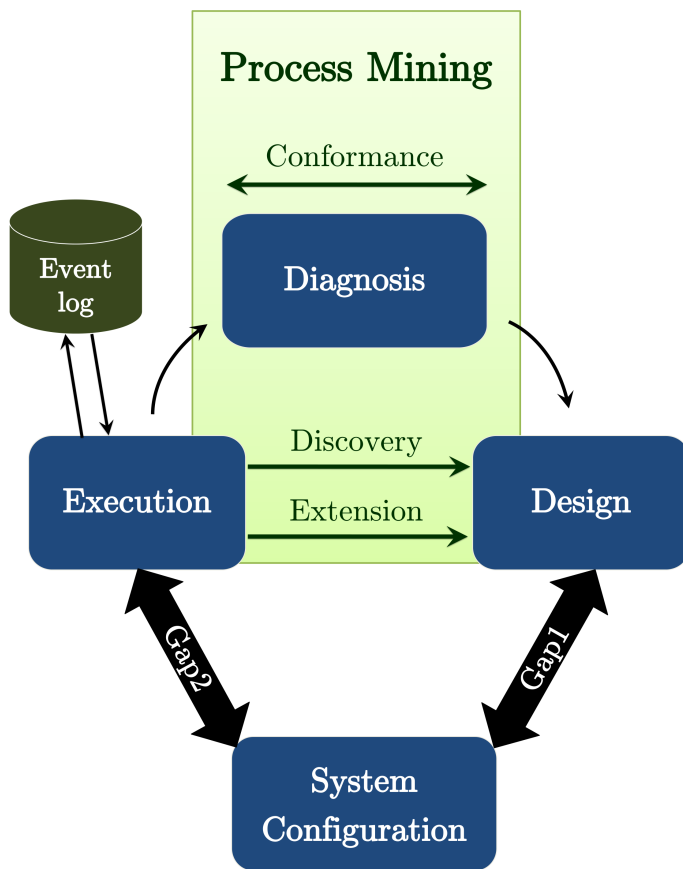 Process Mining
Conformance
Event
log
Diagnosis
Discovery
Execution
Extension
Design
Gap2
Gap1
System
Configuration